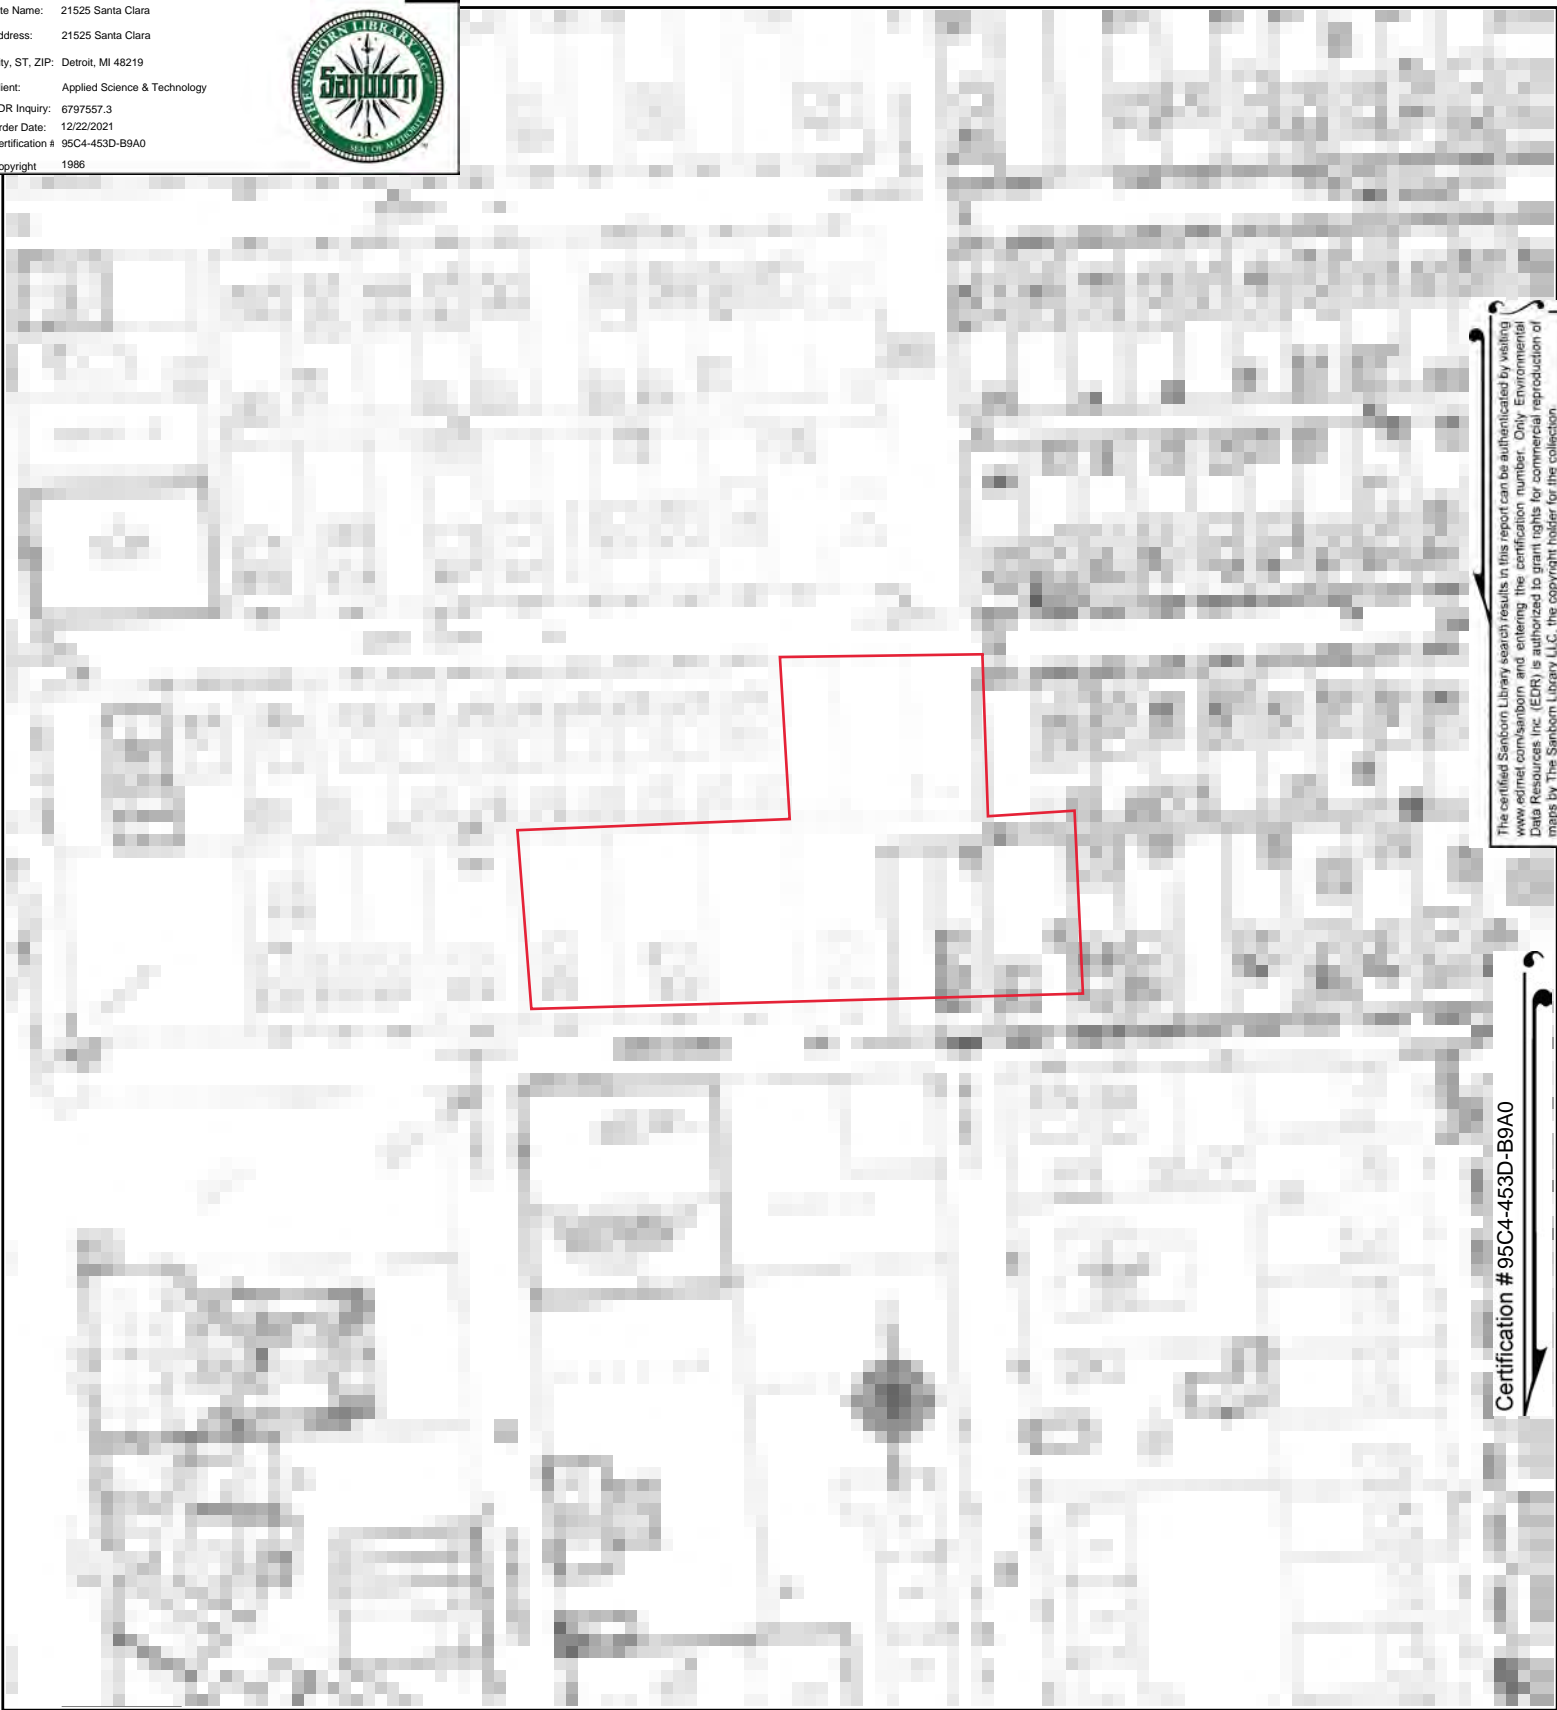 te Name: 21525 Santa Clara
ddress: 21525 Santa Clara
ty, ST, ZIP: Detroit, MI 48219
ient: Applied Science & Technology
DR Inquiry: 6797557.3
rder Date: 12/22/2021
ertification # 95C4-453D-B9A0
opyright 1986
THE SANBORN LIBRARY LLC
Sanborn
SEAL OF AUTHORITY
The certified Sanborn Library search results in this report can be authenticated by visiting
www.edrnet.com/sanborn and entering the certification number. Only Environmental
Data Resources Inc. (EDR) is authorized to grant rights for commercial reproduction of
maps by The Sanborn Library LLC, the copyright holder for the collection.
Certification # 95C4-453D-B9A0